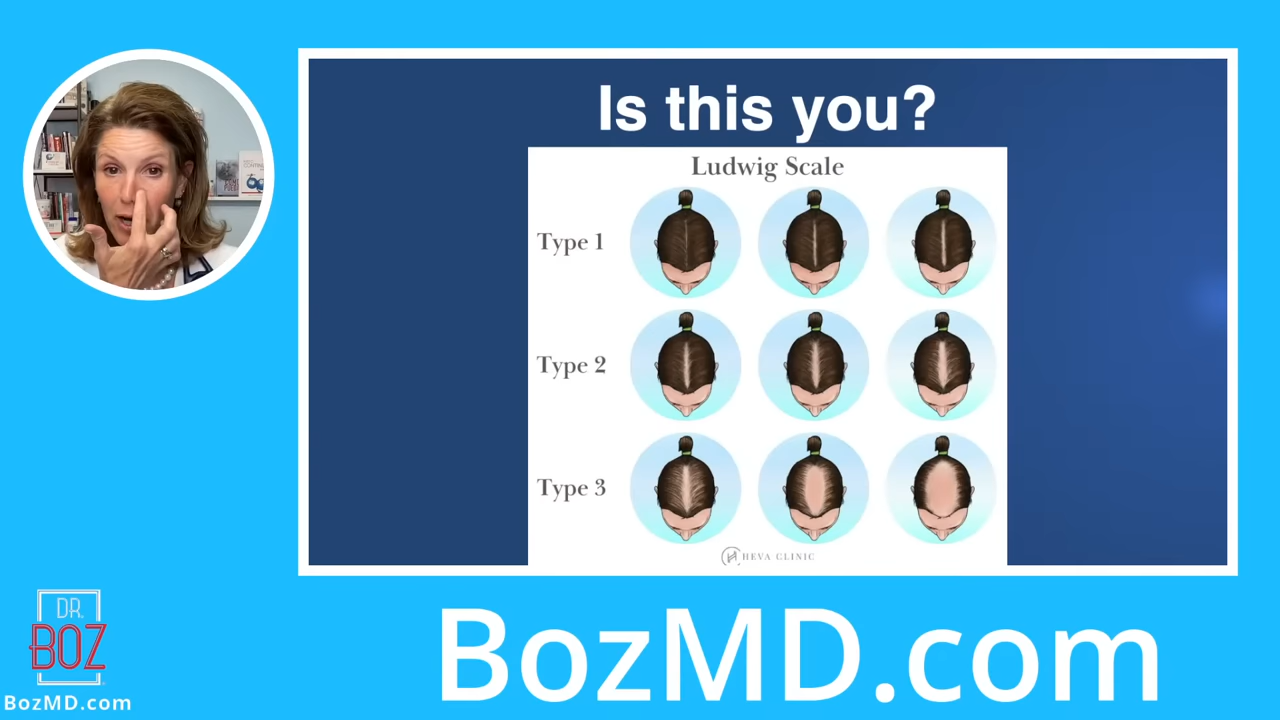 Is this you?
Ludwig Scale
Type 1
Type 2
Type 3
HEVA CLINIC
DR.
BOZ
BozMD.com
BozMD.com